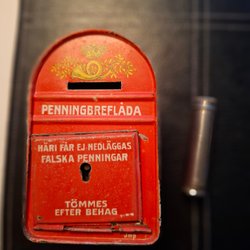 PENNINGBREFLÅDA
HÄRI FÅR EJ NEDLÄGGAS
FALSKA PENNINGAR
TÖMMES
EFTER BEHAG